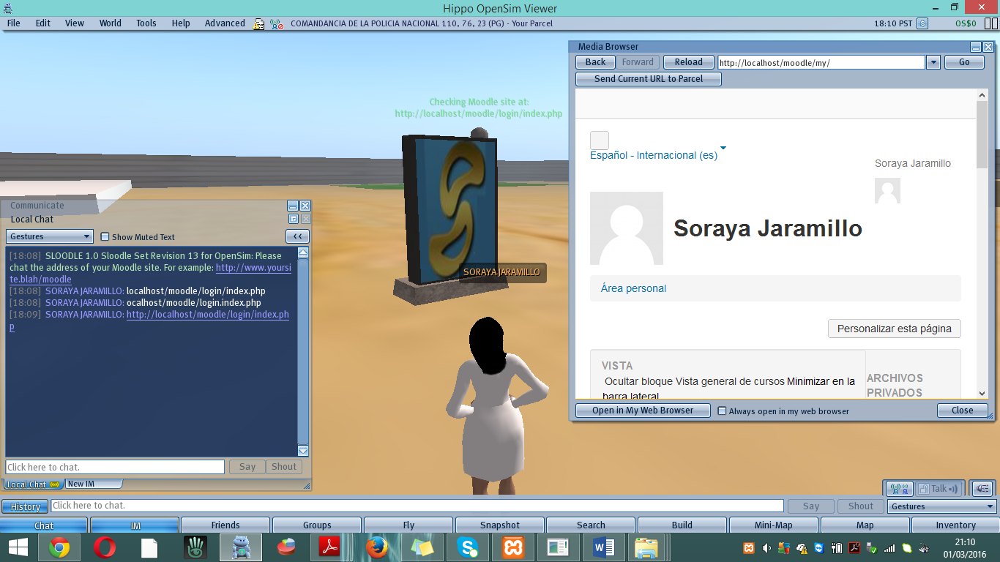 Hippo OpenSim Viewer
File Edit View World Tools Help Advanced COMANDANCIA DE LA POLICIA NACIONAL 110, 76, 23 (PG) - Your Parcel 18:10 PST OS$0
Media Browser
Back Forward Reload http://localhost/moodle/my/ Go
Send Current URL to Parcel
Español - Internacional (es)
Soraya Jaramillo
Soraya Jaramillo
Área personal
Personalizar esta página
VISTA
Ocultar bloque Vista general de cursos Minimizar en la
barra lateral
ARCHIVOS
PRIVADOS
Open in My Web Browser Always open in my web browser Close
Checking Moodle site at:
http://localhost/moodle/login/index.php
SORAYA JARAMILLO
Communicate
Local Chat
Gestures Show Muted Text <<
[18:08] SLOODLE 1.0 Sloodle Set Revision 13 for OpenSim: Please
chat the address of your Moodle site. For example: http://www.yoursi
te.blah/moodle
[18:08] SORAYA JARAMILLO: localhost/moodle/login/index.php
[18:08] SORAYA JARAMILLO: ocalhost/moodle/login.index.php
[18:09] SORAYA JARAMILLO: http://localhost/moodle/login/index.ph
p
Click here to chat. Say Shout
Local Chat New IM
Talk
History Click here to chat. Say Shout Gestures
Chat IM Friends Groups Fly Snapshot Search Build Mini-Map Map Inventory
21:10
01/03/2016